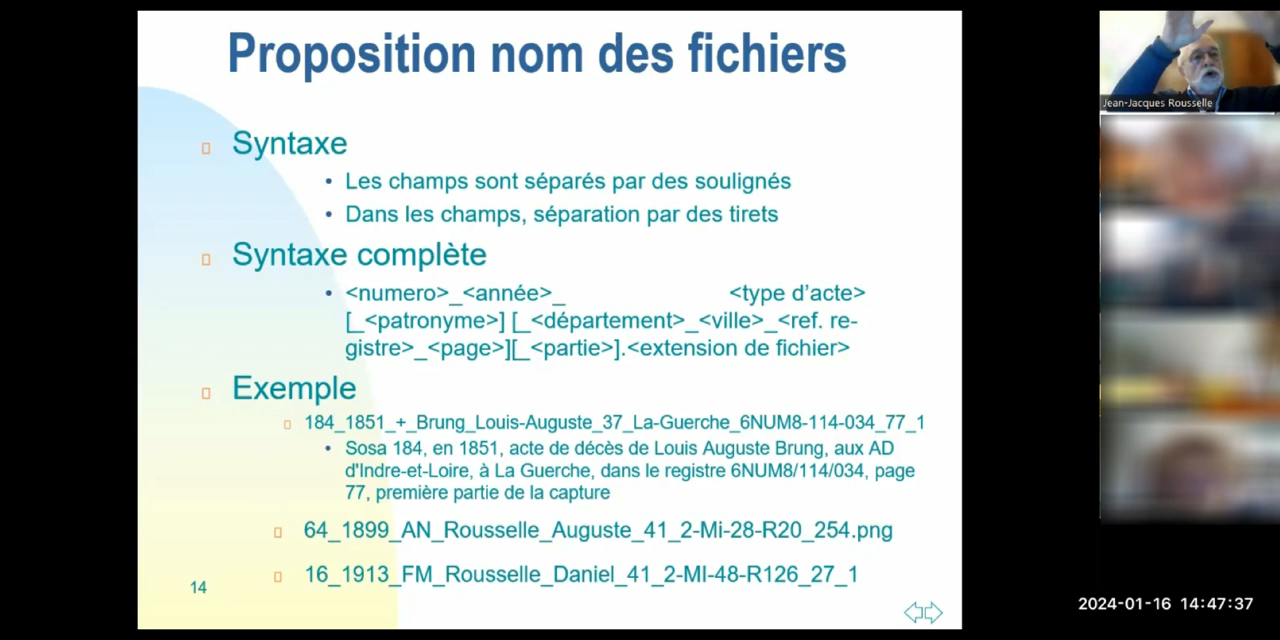 Proposition nom des fichiers
Syntaxe
Les champs sont séparés par des soulignés
Dans les champs, séparation par des tirets
Syntaxe complète
<numero>_<année>_ <type d'acte>
[_<patronyme>] [_<département>_<ville>_<ref. re-
gistre>_<page>][_<partie>].<extension de fichier>
Exemple
184_1851_+_Brung_Louis-Auguste_37_La-Guerche_6NUM8-114-034_77_1
Sosa 184, en 1851, acte de décès de Louis Auguste Brung, aux AD
d'Indre-et-Loire, à La Guerche, dans le registre 6NUM8/114/034, page
77, première partie de la capture
64_1899_AN_Rousselle_Auguste_41_2-Mi-28-R20_254.png
16_1913_FM_Rousselle_Daniel_41_2-MI-48-R126_27_1
14
Jean-Jacques Rousselle
2024-01-16 14:47:37